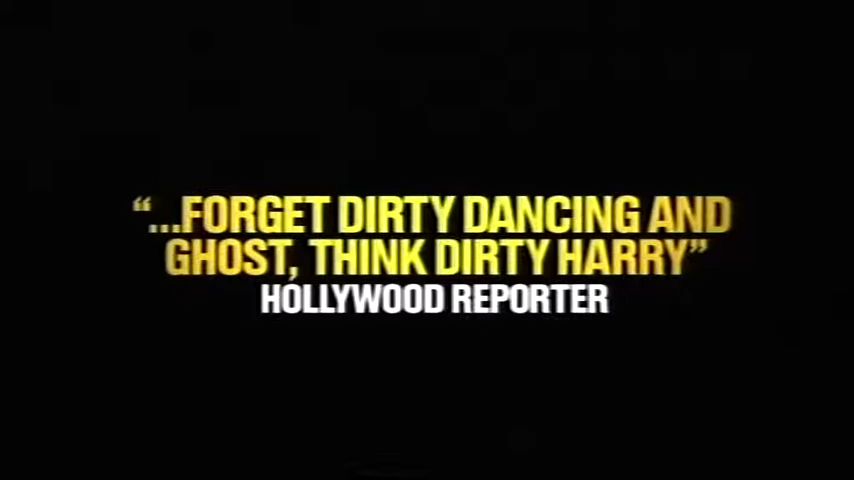 “...FORGET DIRTY DANCING AND
GHOST, THINK DIRTY HARRY”
HOLLYWOOD REPORTER